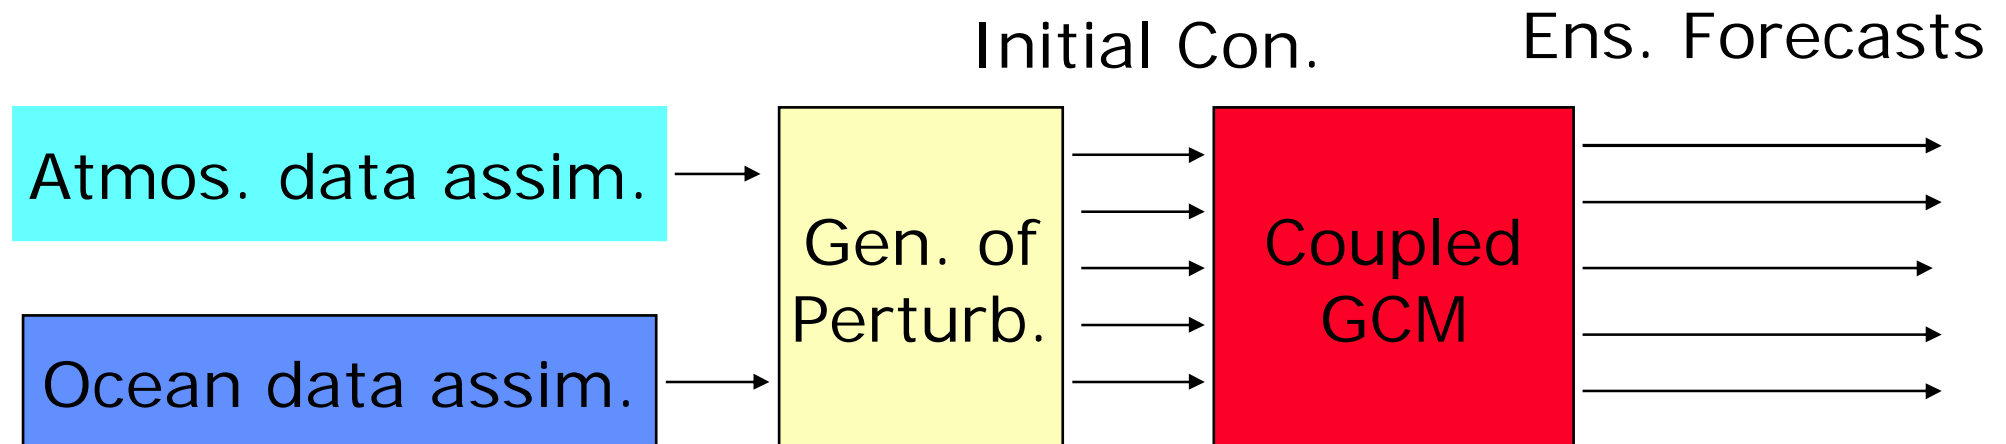 Initial Con.
Ens. Forecasts
Atmos. data assim.
Gen. of
Perturb.
Coupled
GCM
Ocean data assim.